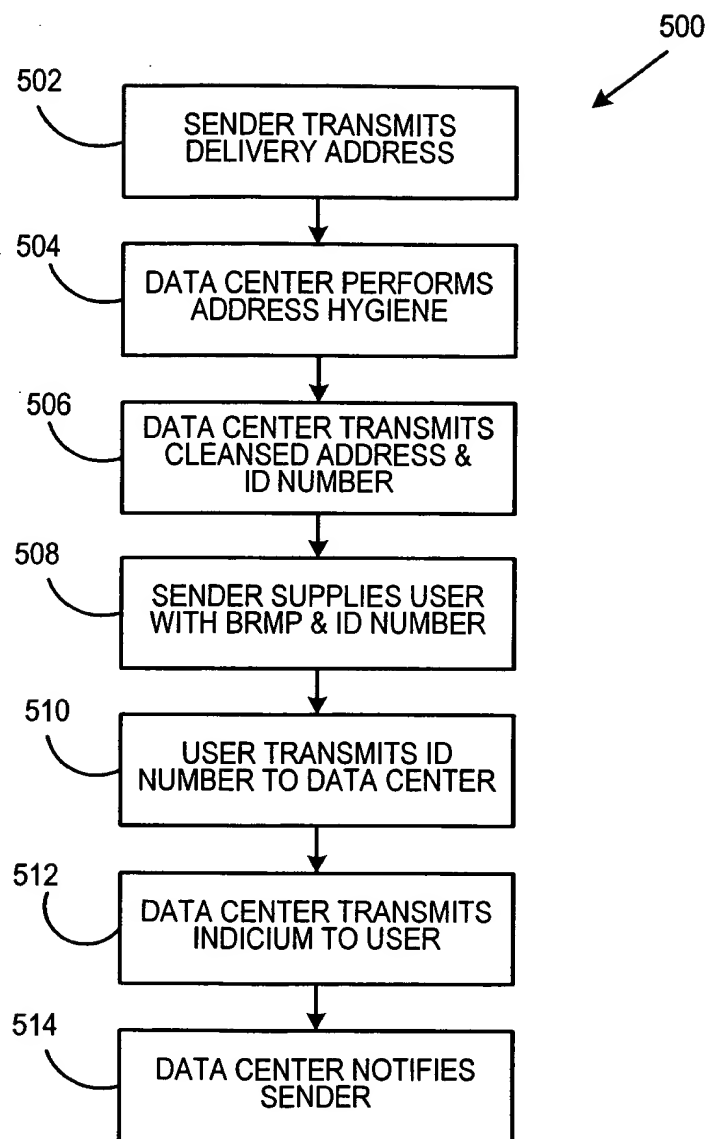 500
502
SENDER TRANSMITS
DELIVERY ADDRESS
504
DATA CENTER PERFORMS
ADDRESS HYGIENE
506
DATA CENTER TRANSMITS
CLEANSED ADDRESS &
ID NUMBER
508
SENDER SUPPLIES USER
WITH BRMP & ID NUMBER
510
USER TRANSMITS ID
NUMBER TO DATA CENTER
512
DATA CENTER TRANSMITS
INDICIUM TO USER
514
DATA CENTER NOTIFIES
SENDER